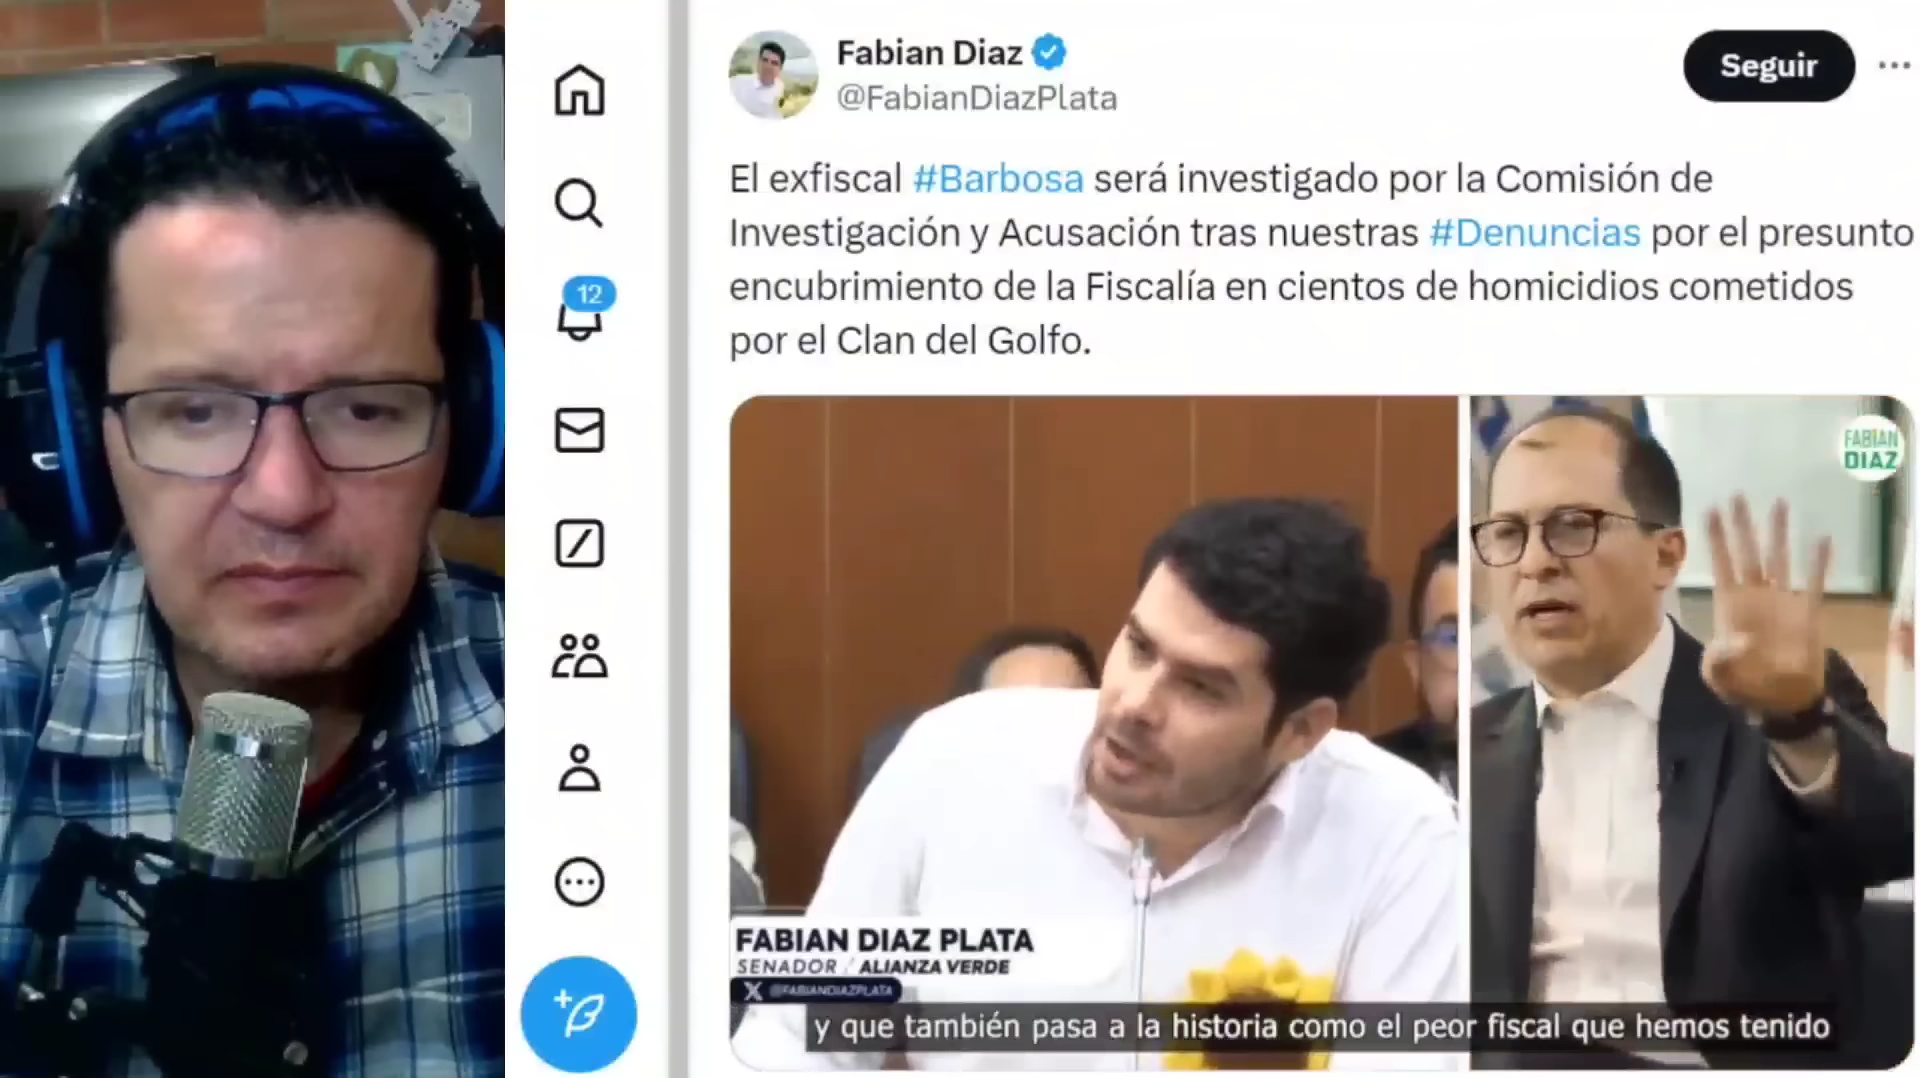 Fabian Diaz
@FabianDiazPlata
Seguir
12
El exfiscal #Barbosa será investigado por la Comisión de
Investigación y Acusación tras nuestras #Denuncias por el presunto
encubrimiento de la Fiscalía en cientos de homicidios cometidos
por el Clan del Golfo.
FABIAN
DIAZ
FABIAN DIAZ PLATA
SENADOR / ALIANZA VERDE
X @FABIANDIAZPLATA
y que también pasa a la historia como el peor fiscal que hemos tenido